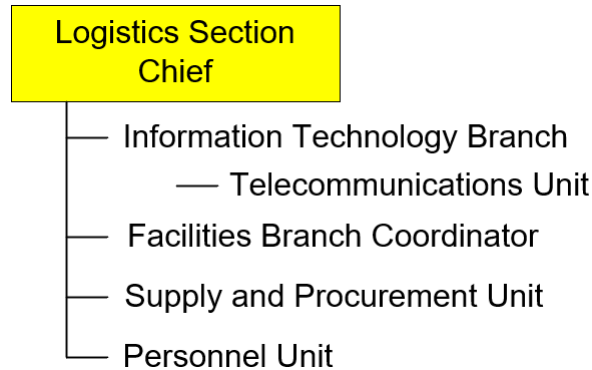 Logistics Section
Chief
Information Technology Branch
Telecommunications Unit
Facilities Branch Coordinator
Supply and Procurement Unit
Personnel Unit